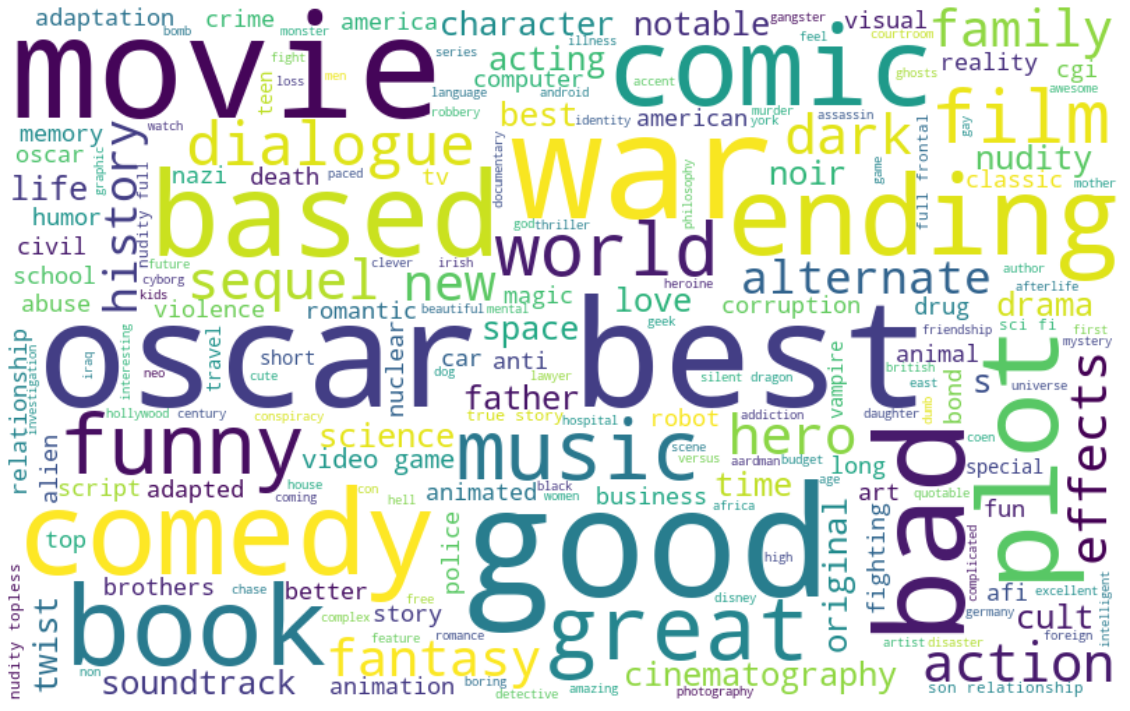 adaptation
bomb
crime
monster
america
character
illness
notable
gangster
feel
visual
courtroom
family
movie
fight
loss
men
teen
series
language
robbery
acting
computer
android
accent
comic
ghosts
reality
cgi
awesome
film
memory
oscar
graphic
watch
history
nudity full
dialogue
nazi
death
paced
tv
documentary
best
identity
american
murder
york
assassin
dark
war
philosophy
noir
game
full frontal
gay
nudity
classic
mother
life
humor
civil
school
abuse
based
god
thriller
world
ending
future
cyborg
kids
sequel
clever
irish
new
heroine
alternate
author
afterlife
violence
romantic
beautiful
mental
magic
love
geek
corruption
drug
drama
relationship
investigation
iraq
interesting
neo
travel
cute
short
nuclear
space
car
anti
dog
lawyer
father
silent dragon
vampire
friendship
animal
british
east
daughter
s
bond
dumb
sci fi
first
mystery
universe
plot
effects
oscar best
hollywood
century
conspiracy
true story
hospital
robot
addiction
funny
science
video game
music
scene
versus
aardman
budget
hero
long
coen
special
bad
alien
script
adapted
house
coming
con
hell
animated
black
women
business
africa
time
age
art
quotable
fun
comedy
top
police
good
high
original
fighting
complicated
afi
excellent
intelligent
brothers
chase
better
free
complex
story
disney
germany
cult
foreign
book
twist
nudity topless
non
soundtrack
fantasy
feature
romance
animation
boring
detective
great
amazing
cinematography
photography
artist
disaster
action
son relationship